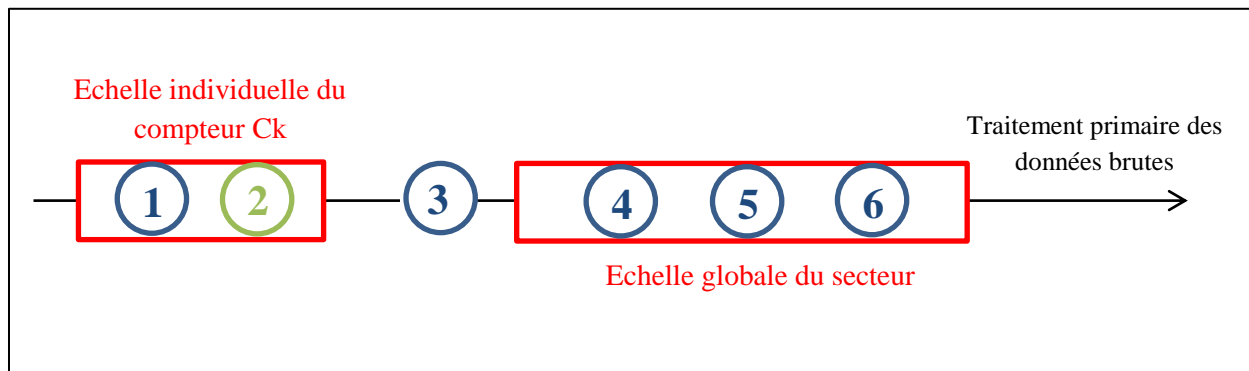 Echelle individuelle du
compteur Ck
Traitement primaire des
données brutes
1 2 3 4 5 6
Echelle globale du secteur